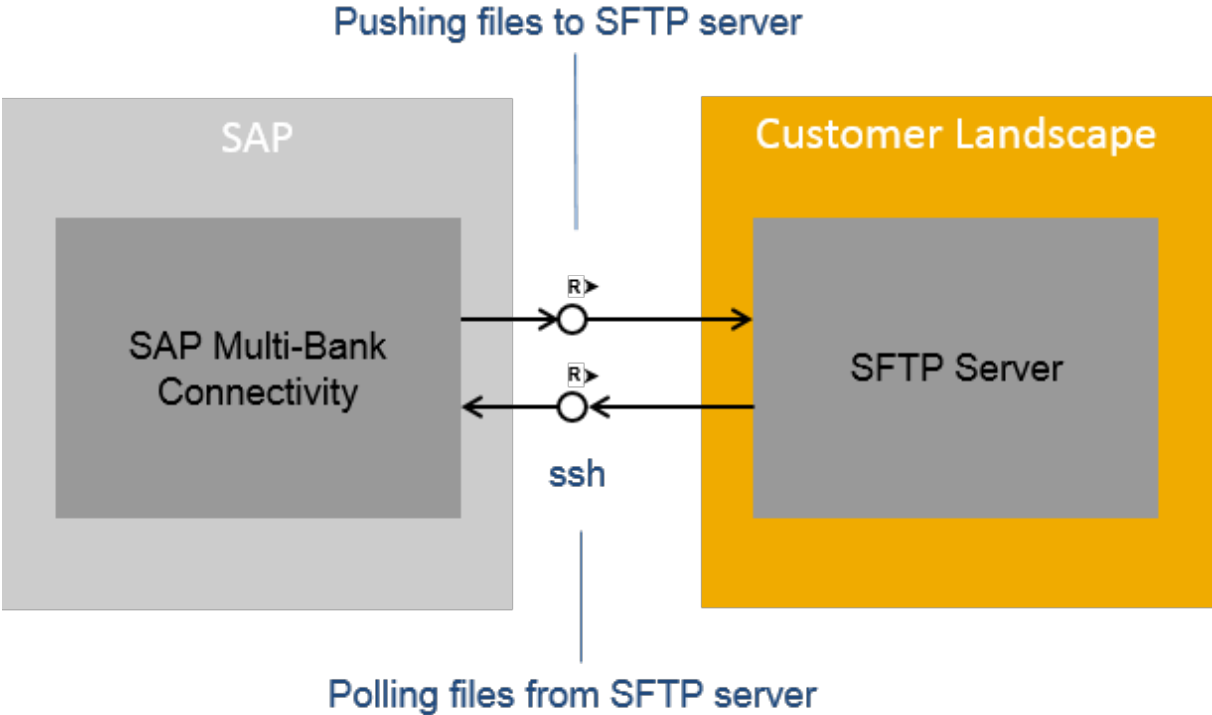 Pushing files to SFTP server
SAP
Customer Landscape
R
SAP Multi-Bank
Connectivity
SFTP Server
R
ssh
Polling files from SFTP server